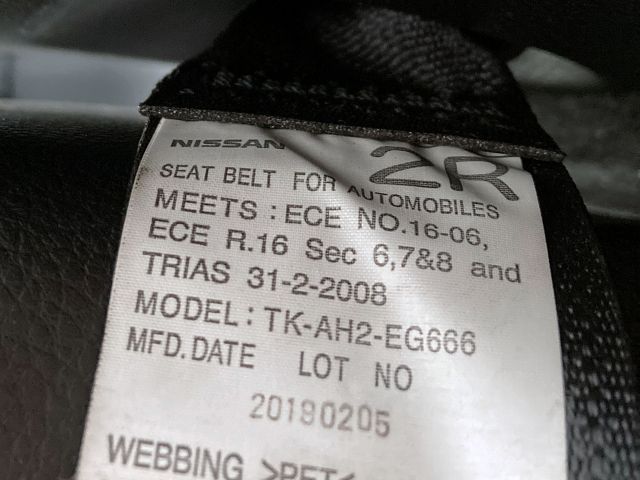 NISSAN 2R
SEAT BELT FOR AUTOMOBILES
MEETS : ECE NO.16-06,
ECE R.16 Sec 6,7&8 and
TRIAS 31-2-2008
MODEL : TK-AH2-EG666
MFD.DATE LOT NO
20190205
WEBBING >PET<